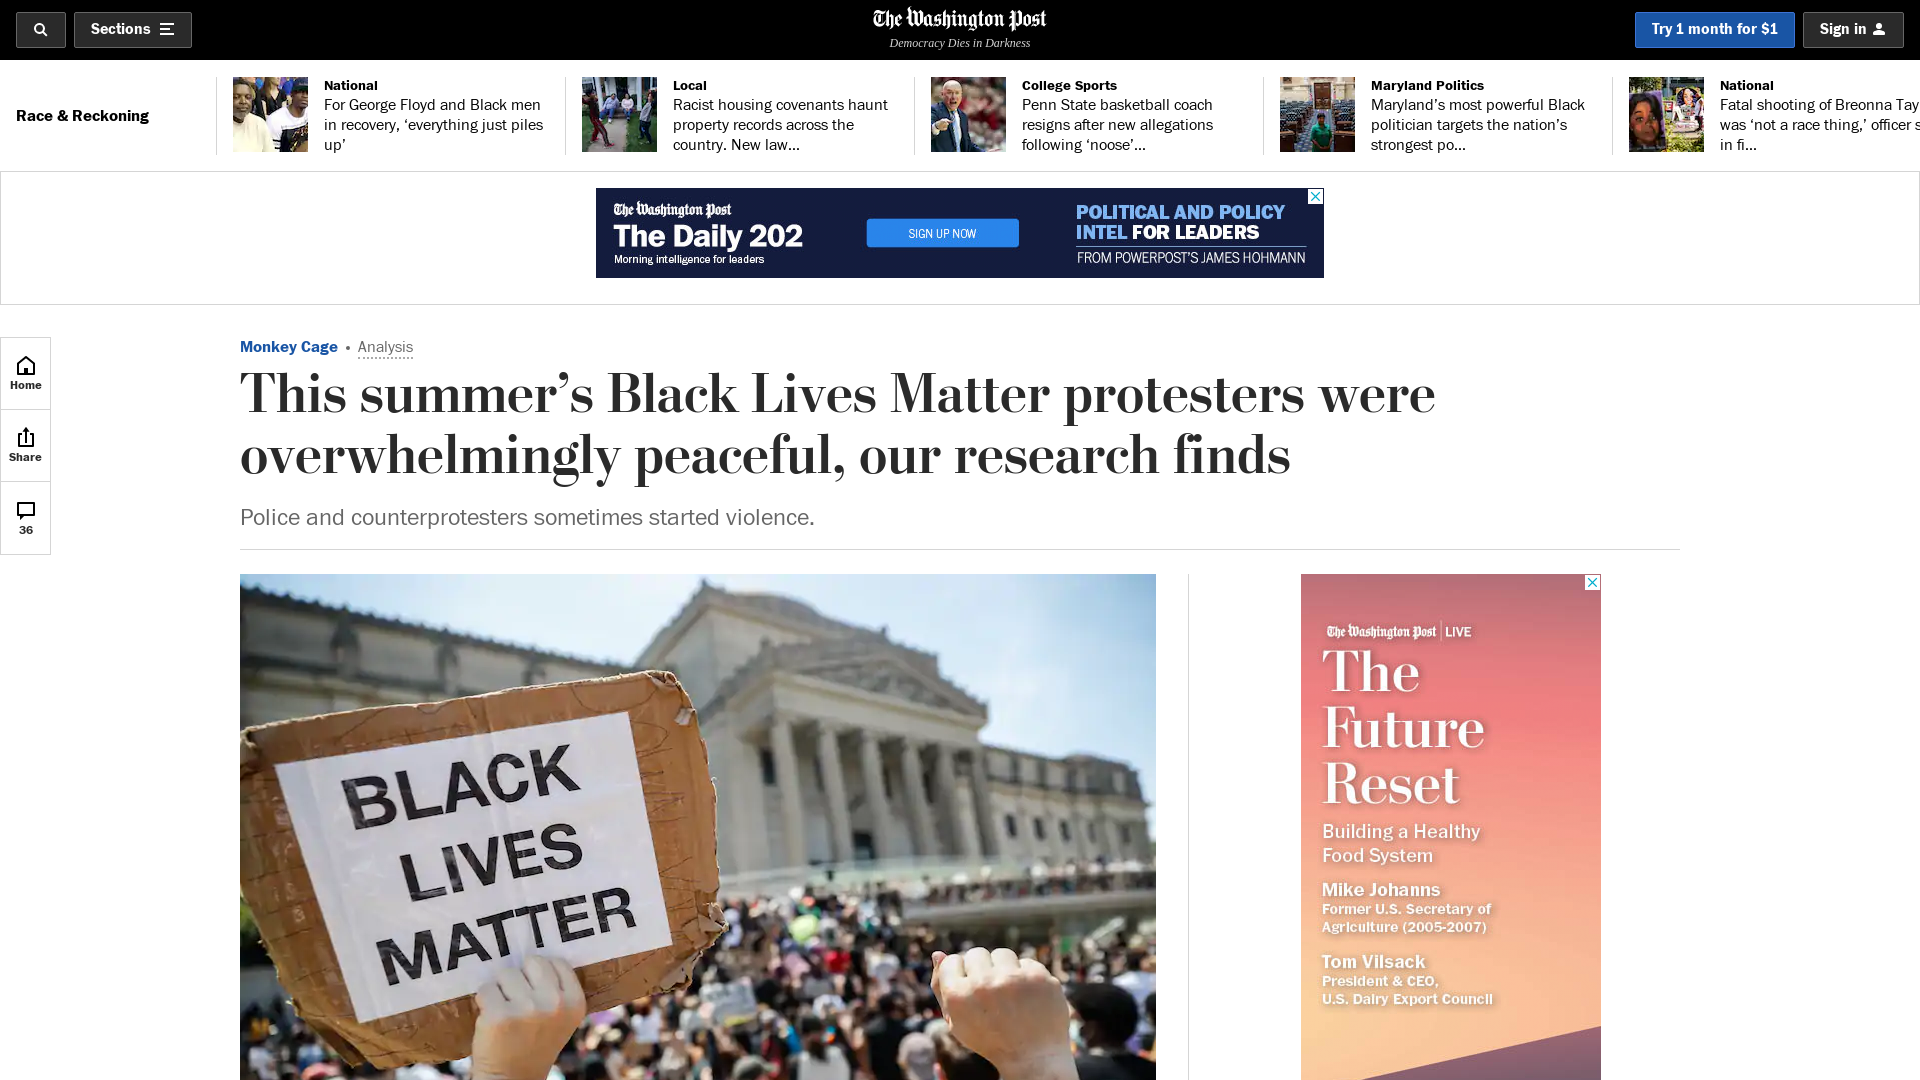 Sections
The Washington Post
Democracy Dies in Darkness
Try 1 month for $1
Sign in
Race & Reckoning
National
For George Floyd and Black men
in recovery, ‘everything just piles
up’
Local
Racist housing covenants haunt
property records across the
country. New law...
College Sports
Penn State basketball coach
resigns after new allegations
following ‘noose’...
Maryland Politics
Maryland’s most powerful Black
politician targets the nation’s
strongest po...
National
Fatal shooting of Breonna Tay
was ‘not a race thing,’ officer s
in fi...
The Washington Post
The Daily 202
Morning intelligence for leaders
SIGN UP NOW
POLITICAL AND POLICY
INTEL FOR LEADERS
FROM POWERPOST'S JAMES HOHMANN
Home
Share
36
Monkey Cage • Analysis
This summer’s Black Lives Matter protesters were
overwhelmingly peaceful, our research finds
Police and counterprotesters sometimes started violence.
BLACK
LIVES
MATTER
The Washington Post LIVE
The
Future
Reset
Building a Healthy
Food System
Mike Johanns
Former U.S. Secretary of
Agriculture (2005-2007)
Tom Vilsack
President & CEO,
U.S. Dairy Export Council